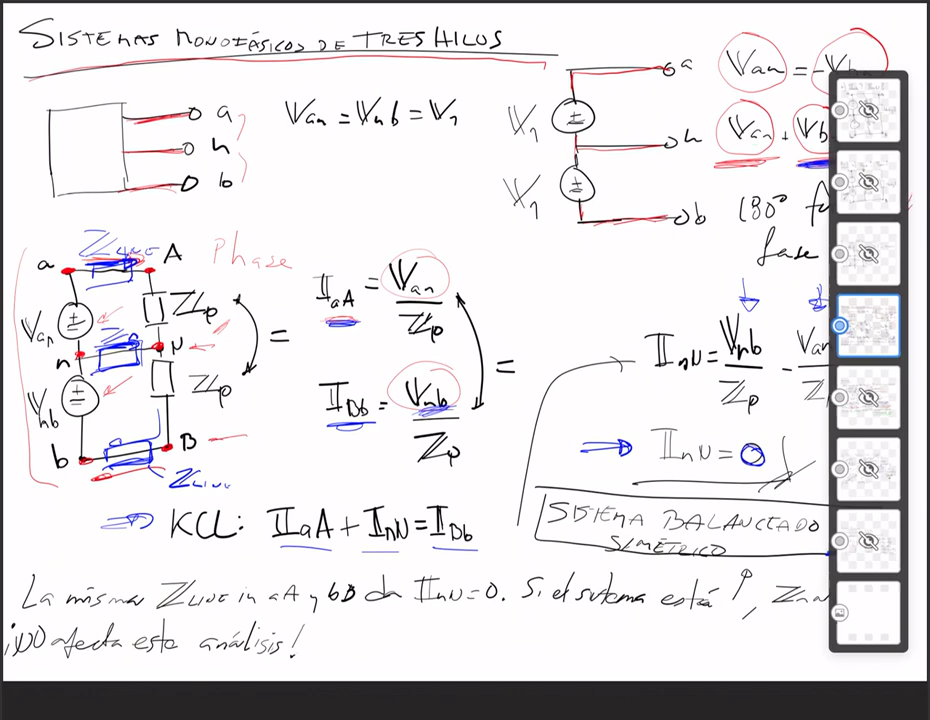 SISTEMAS MONOFÁSICOS DE TRES HILOS
a
n
b
Van = Vnb = V1
V1
V1
a
n
b
Van = -Vbn
Van + Vb
180°
fase
ZLINE
a
A
Phase
Van
Zp
n
N
Vnb
Zp
b
B
ZLINE
=
IaA = Van / Zp
IBb = Vnb / Zp
=
InN = Vnb / Zp - Van / Z
⇒ InN = 0
SISTEMA BALANCEADO
SIMÉTRICO
⇒ KCL: IaA + InN = IBb
La misma ZLINE in aA y bB da InN=0. Si el sistema está ↑,
¡NO afecta este análisis!